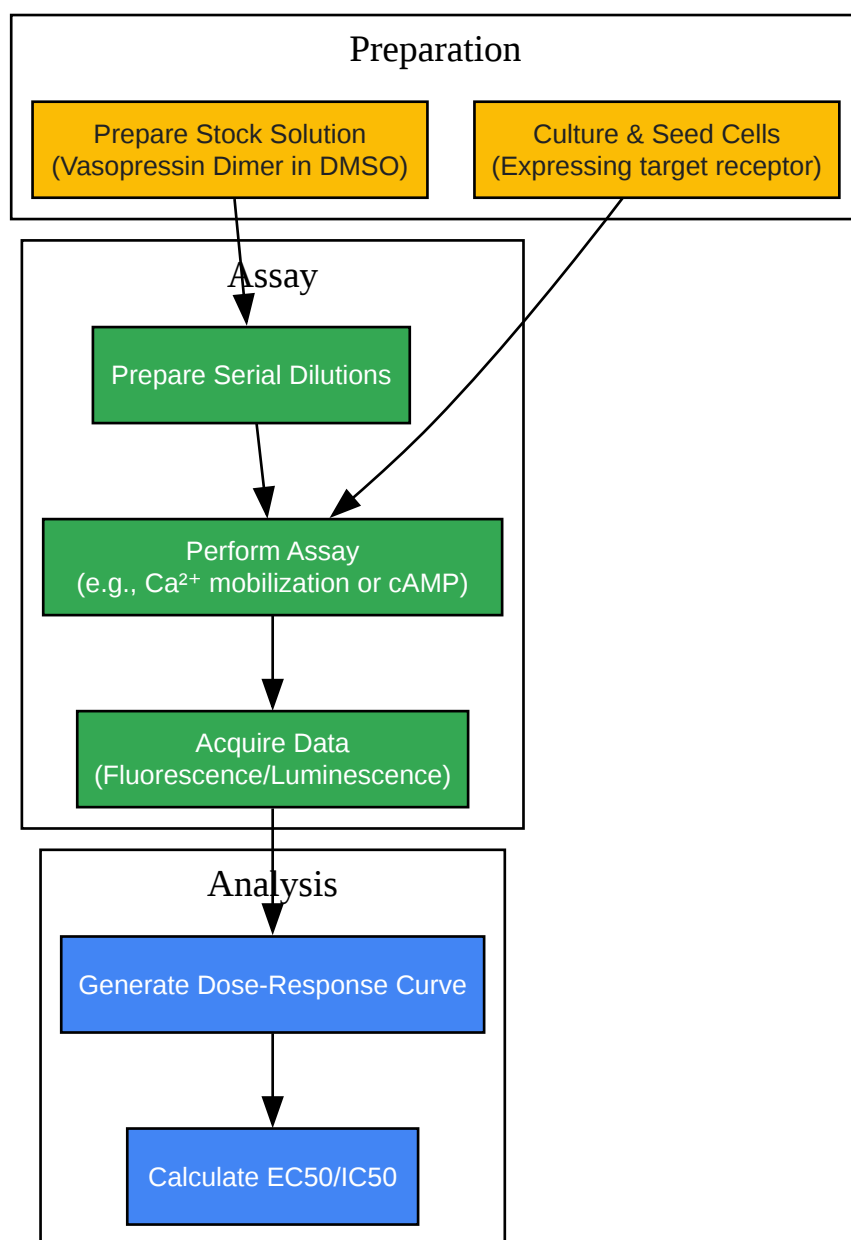 Preparation
Prepare Stock Solution
(Vasopressin Dimer in DMSO)
Culture & Seed Cells
(Expressing target receptor)
Assay
Prepare Serial Dilutions
Perform Assay
(e.g., Ca²⁺ mobilization or cAMP)
Acquire Data
(Fluorescence/Luminescence)
Analysis
Generate Dose-Response Curve
Calculate EC50/IC50